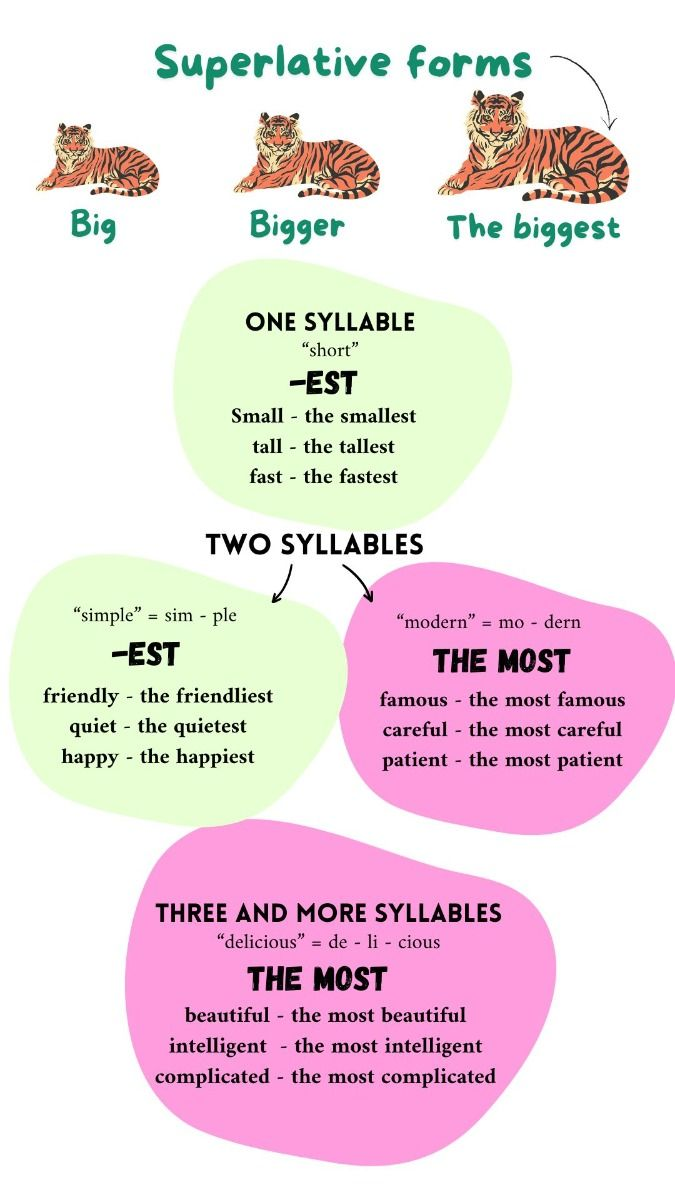 Superlative forms
Big
Bigger
The biggest
ONE SYLLABLE
“short”
-EST
Small - the smallest
tall - the tallest
fast - the fastest
TWO SYLLABLES
“simple” = sim - ple
-EST
friendly - the friendliest
quiet - the quietest
happy - the happiest
“modern” = mo - dern
THE MOST
famous - the most famous
careful - the most careful
patient - the most patient
THREE AND MORE SYLLABLES
“delicious” = de - li - cious
THE MOST
beautiful - the most beautiful
intelligent - the most intelligent
complicated - the most complicated